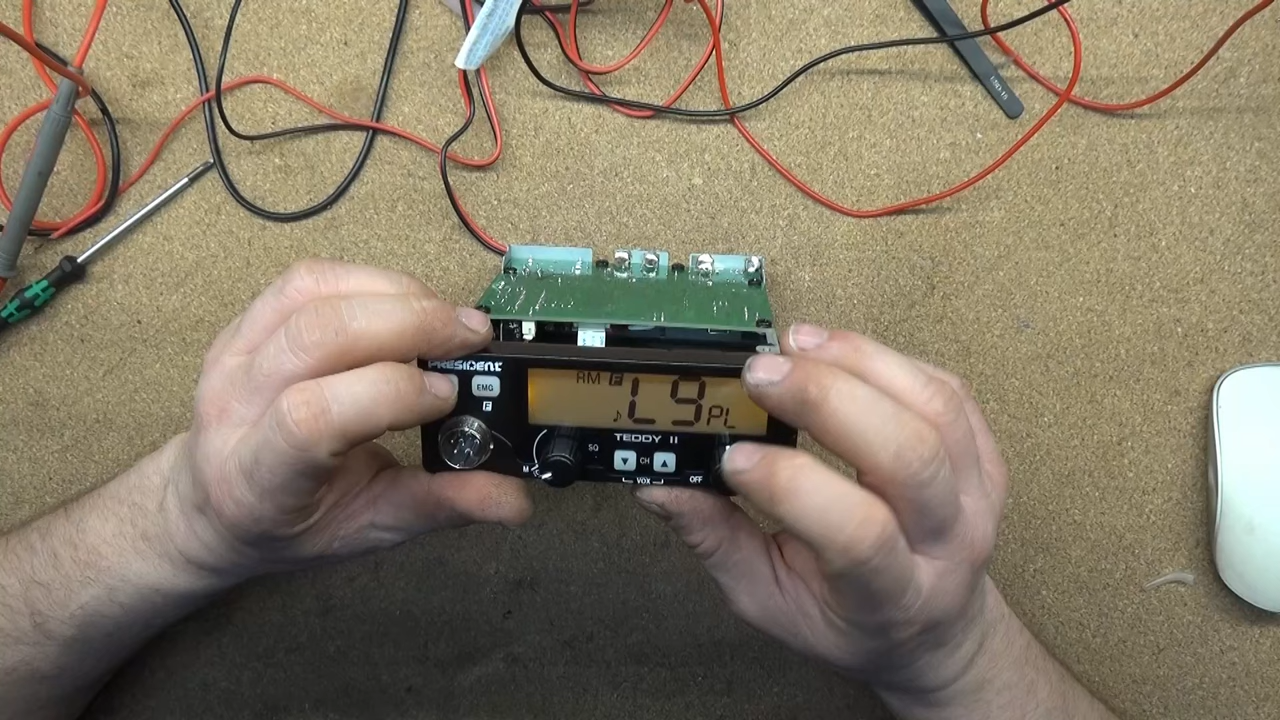 PRESIDENT
EMG
F
AM F
♪ L9 PL
TEDDY II
SQ
▼ CH ▲
VOX
OFF
M